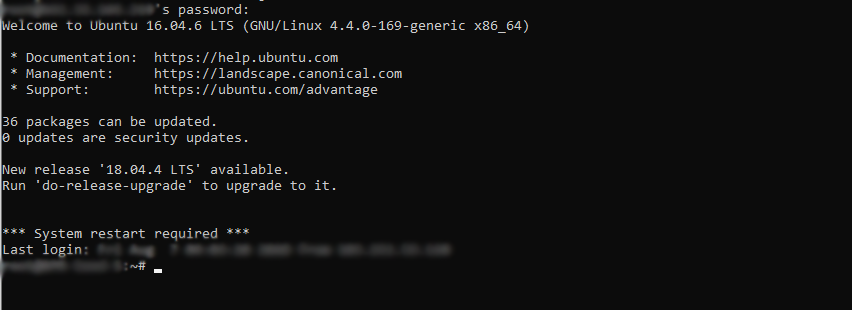 's password:
Welcome to Ubuntu 16.04.6 LTS (GNU/Linux 4.4.0-169-generic x86_64)
* Documentation:  https://help.ubuntu.com
* Management:     https://landscape.canonical.com
* Support:        https://ubuntu.com/advantage
36 packages can be updated.
0 updates are security updates.
New release '18.04.4 LTS' available.
Run 'do-release-upgrade' to upgrade to it.
*** System restart required ***
Last login:
:~#